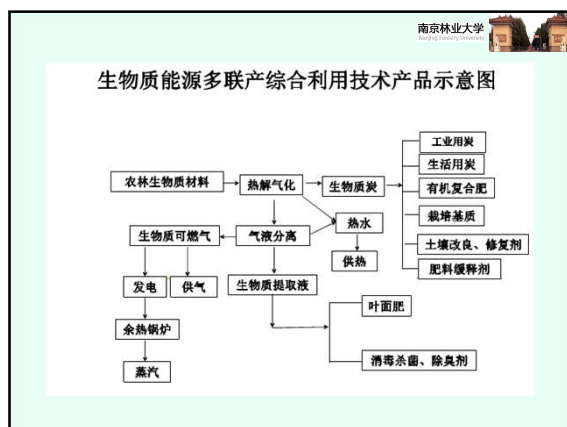 南京林业大学
Nanjing Forestry University
生物质能源多联产综合利用技术产品示意图
工业用炭
生活用炭
农林生物质材料
热解气化
生物质炭
有机复合肥
栽培基质
热水
生物质可燃气
气液分离
土壤改良、修复剂
供热
肥料缓释剂
发电
供气
生物质提取液
叶面肥
余热锅炉
消毒杀菌、除臭剂
蒸汽